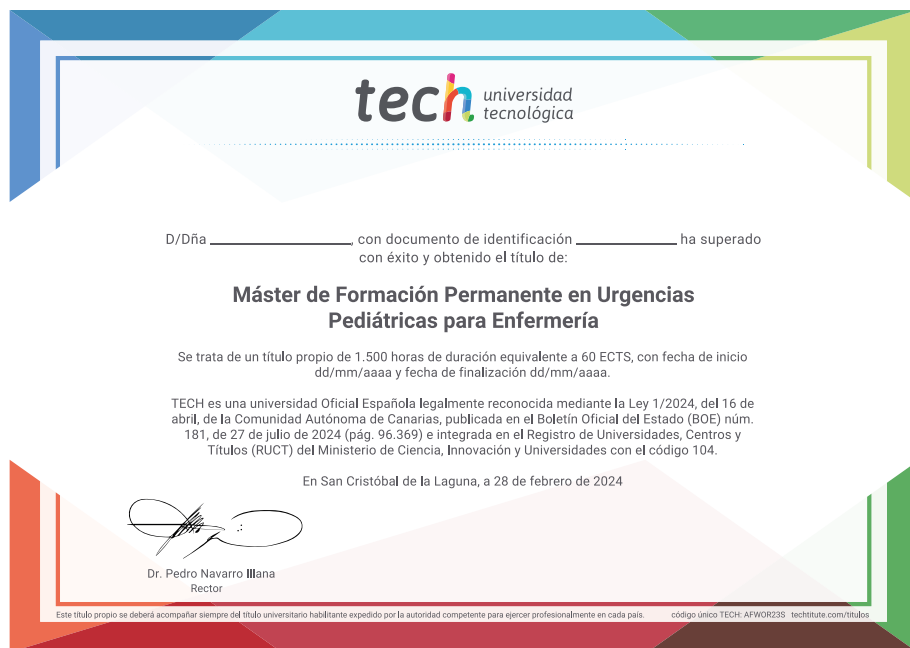 tech universidad
tecnológica
D/Dña ____________________, con documento de identificación ______________ ha superado
con éxito y obtenido el título de:
Máster de Formación Permanente en Urgencias
Pediátricas para Enfermería
Se trata de un título propio de 1.500 horas de duración equivalente a 60 ECTS, con fecha de inicio
dd/mm/aaaa y fecha de finalización dd/mm/aaaa.
TECH es una universidad Oficial Española legalmente reconocida mediante la Ley 1/2024, del 16 de
abril, de la Comunidad Autónoma de Canarias, publicada en el Boletín Oficial del Estado (BOE) núm.
181, de 27 de julio de 2024 (pág. 96.369) e integrada en el Registro de Universidades, Centros y
Títulos (RUCT) del Ministerio de Ciencia, Innovación y Universidades con el código 104.
En San Cristóbal de la Laguna, a 28 de febrero de 2024
Dr. Pedro Navarro Illana
Rector
Este título propio se deberá acompañar siempre del título universitario habilitante expedido por la autoridad competente para ejercer profesionalmente en cada país. código único TECH: AFWOR23S techtitute.com/titulos